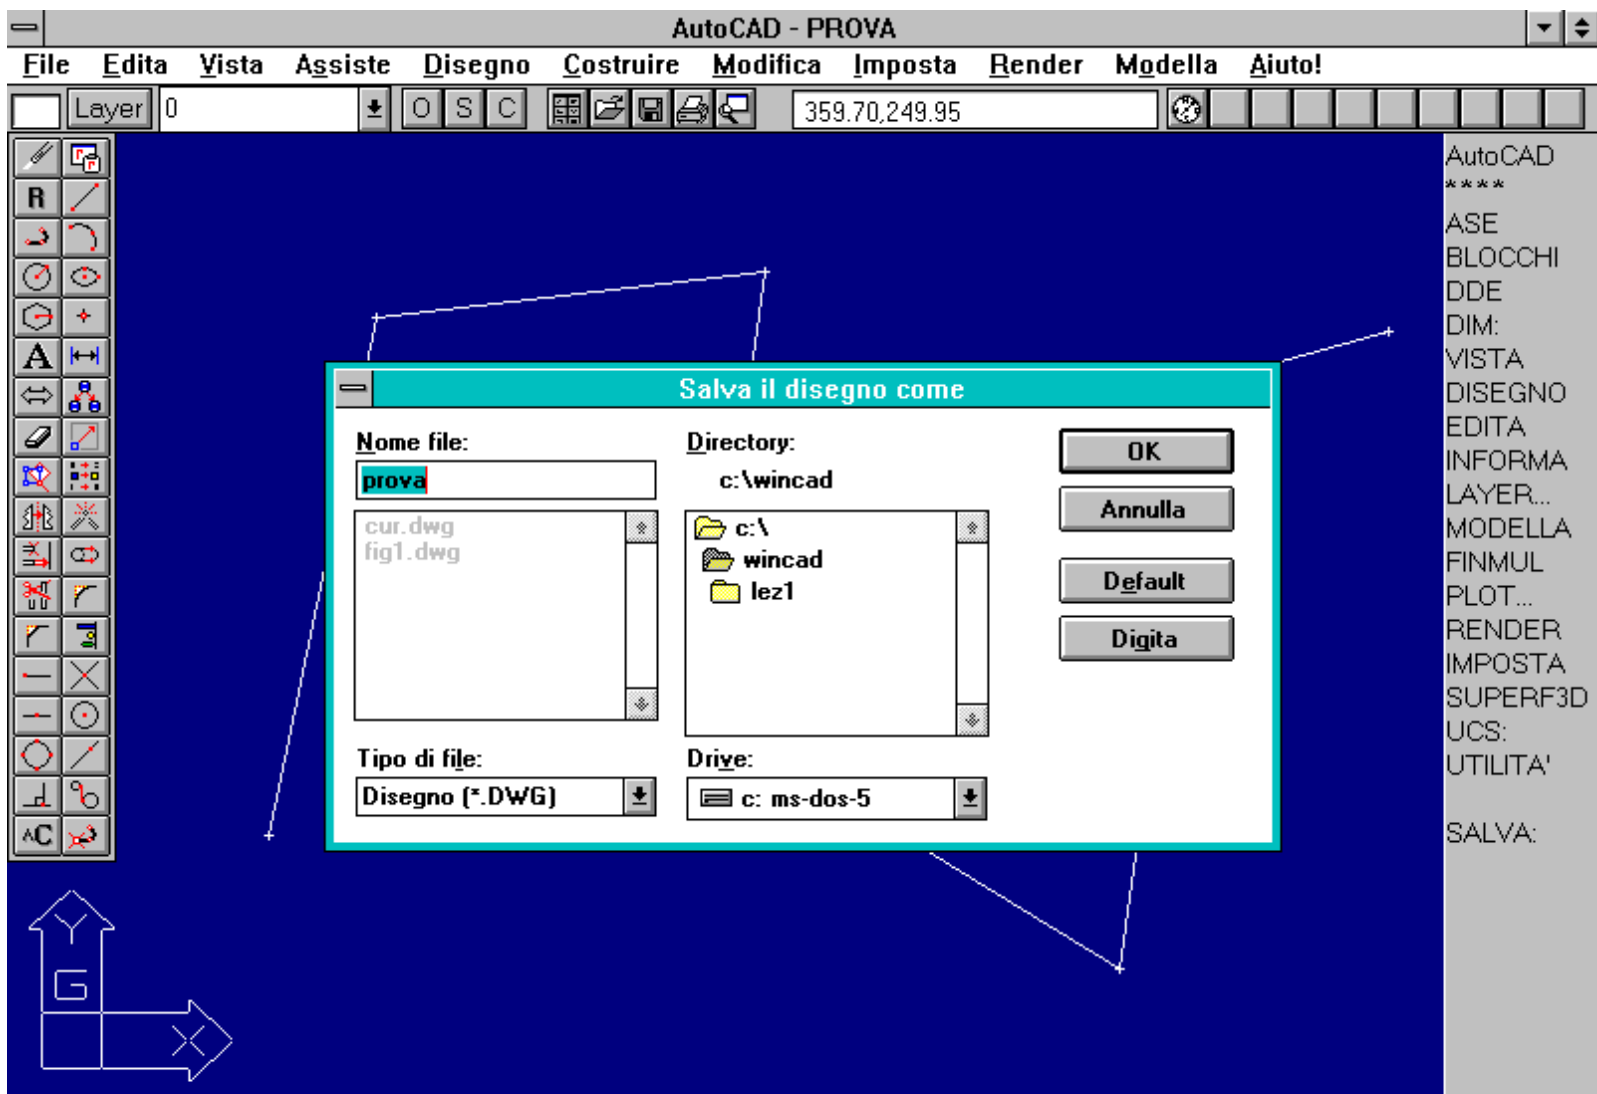 AutoCAD - PROVA
File Edita Vista Assiste Disegno Costruire Modifica Imposta Render Modella Aiuto!
Layer 0 O S C 359.70,249.95
R
A
^C
AutoCAD
****
ASE
BLOCCHI
DDE
DIM:
VISTA
DISEGNO
EDITA
INFORMA
LAYER...
MODELLA
FINMUL
PLOT...
RENDER
IMPOSTA
SUPERF3D
UCS:
UTILITA'
SALVA:
Salva il disegno come
Nome file:
prova
cur.dwg
fig1.dwg
Tipo di file:
Disegno (*.DWG)
Directory:
c:\wincad
c:\
wincad
lez1
Drive:
c: ms-dos-5
OK
Annulla
Default
Digita
Y
G
X